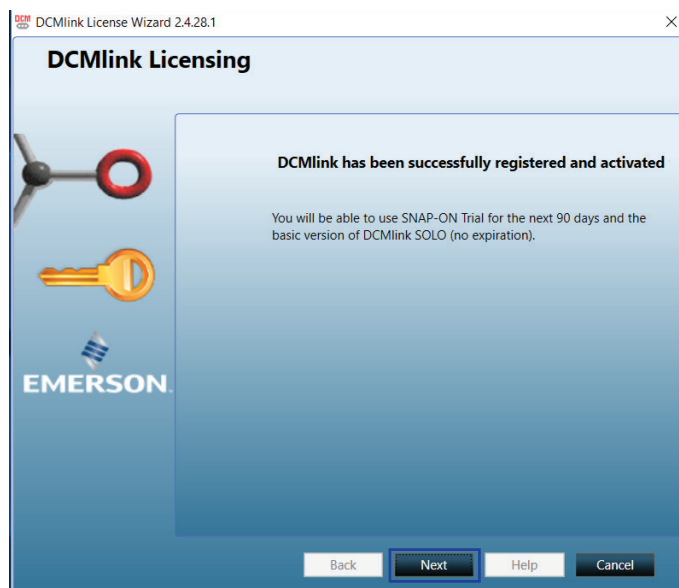 DCM DCMlink License Wizard 2.4.28.1
DCMlink Licensing
DCMlink has been successfully registered and activated
You will be able to use SNAP-ON Trial for the next 90 days and the
basic version of DCMlink SOLO (no expiration).
EMERSON.
Back Next Help Cancel